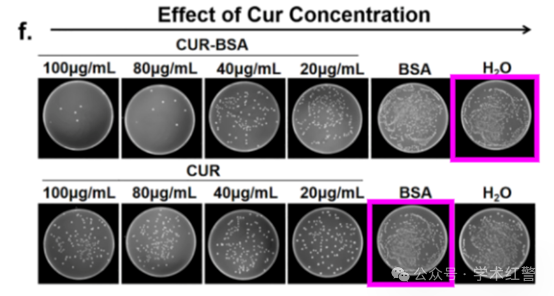 Effect of Cur Concentration
f.
CUR-BSA
100µg/mL 80µg/mL 40µg/mL 20µg/mL BSA H₂O
CUR
100µg/mL 80µg/mL 40µg/mL 20µg/mL BSA H₂O
公众号 · 学术红警